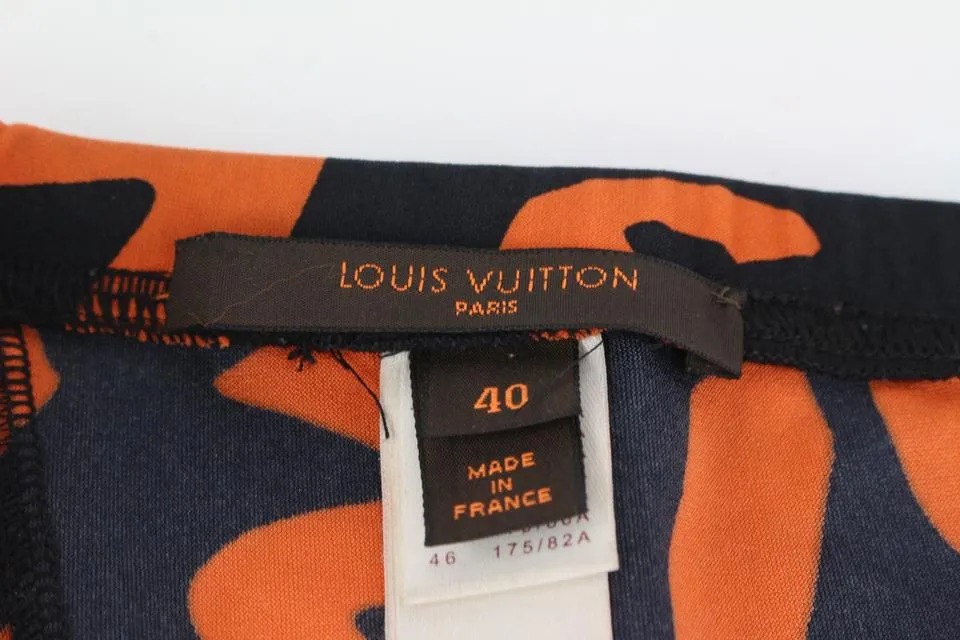 LOUIS VUITTON
PARIS
40
MADE
IN
FRANCE
46 175/82A